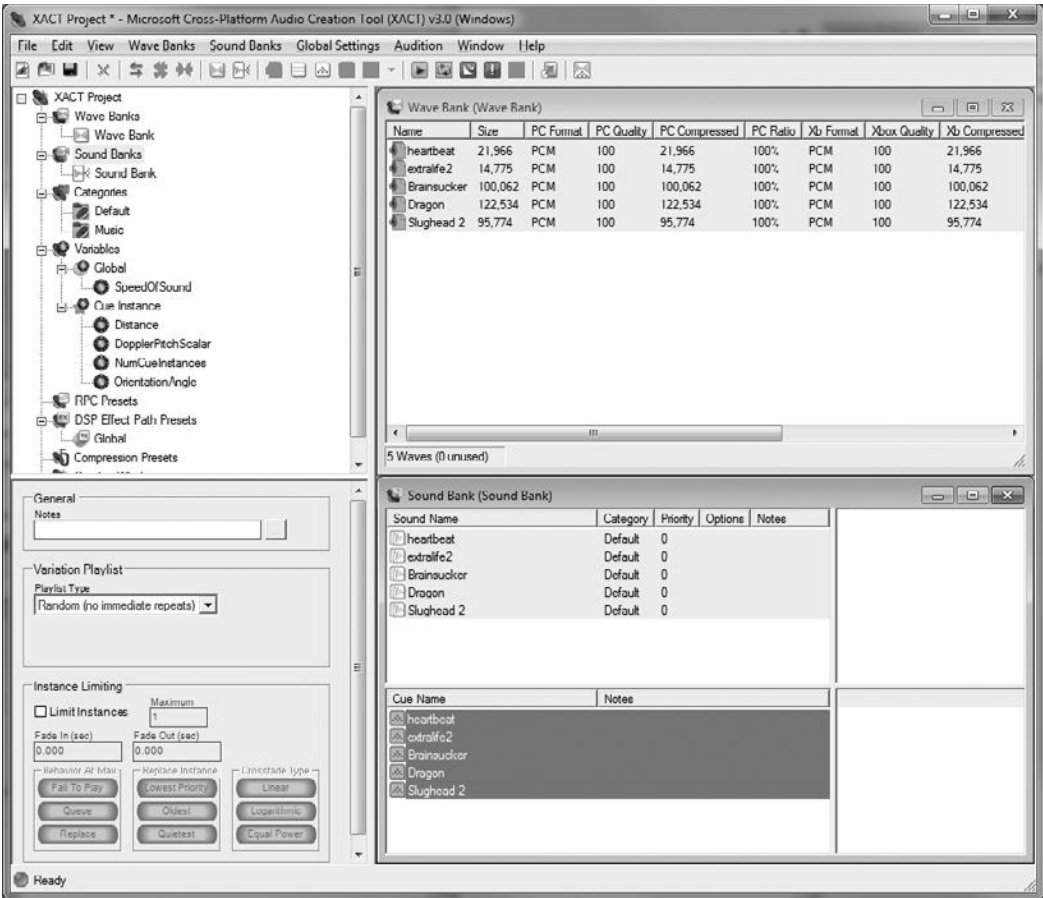 XACT Project * - Microsoft Cross-Platform Audio Creation Tool (XACT) v3.0 (Windows)
File Edit View Wave Banks Sound Banks Global Settings Audition Window Help
XACT Project
Wave Banks
Wave Bank
Sound Banks
Sound Bank
Categories
Default
Music
Variables
Global
SpeedOfSound
Cue Instance
Distance
DopplerPitchScalar
NumCueInstances
OrientationAngle
RPC Presets
DSP Effect Path Presets
Global
Compression Presets
Wave Bank (Wave Bank)
Name Size PC Format PC Quality PC Compressed PC Ratio Xb Format Xbox Quality Xb Compressed
heartbeat 21,966 PCM 100 21,966 100% PCM 100 21,966
extralife2 14,775 PCM 100 14,775 100% PCM 100 14,775
Brainsucker 100,062 PCM 100 100,062 100% PCM 100 100,062
Dragon 122,534 PCM 100 122,534 100% PCM 100 122,534
Slughead 2 95,774 PCM 100 95,774 100% PCM 100 95,774
5 Waves (0 unused)
General
Notes
...
Variation Playlist
Playlist Type
Random (no immediate repeats)
Instance Limiting
Limit Instances
Maximum
1
Fade In (sec) Fade Out (sec)
0.000 0.000
Behavior At Max Replace Instance Crossfade Type
Fail To Play Lowest Priority Linear
Queue Oldest Logarithmic
Replace Quietest Equal Power
Sound Bank (Sound Bank)
Sound Name Category Priority Options Notes
heartbeat Default 0
extralife2 Default 0
Brainsucker Default 0
Dragon Default 0
Slughead 2 Default 0
Cue Name Notes
heartbeat
extralife2
Brainsucker
Dragon
Slughead 2
Ready